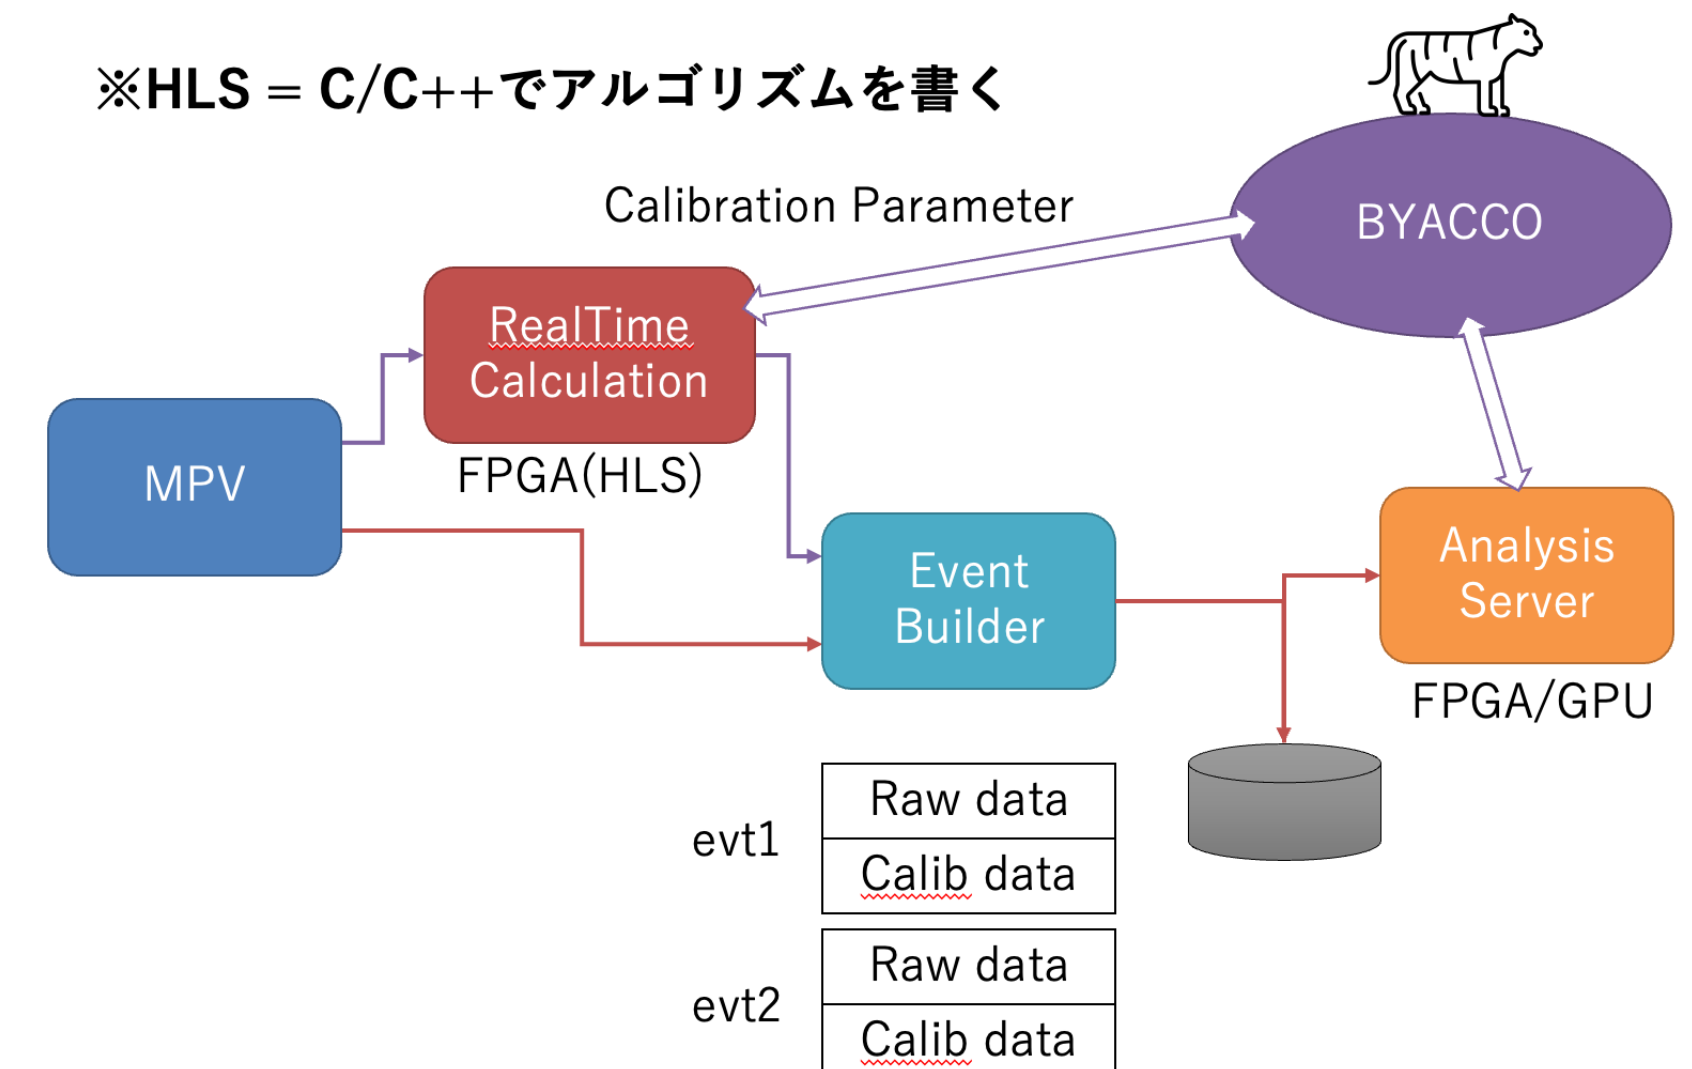 ※HLS = C/C++でアルゴリズムを書く
BYACCO
Calibration Parameter
RealTime
Calculation
FPGA(HLS)
MPV
Event
Builder
Analysis
Server
FPGA/GPU
evt1
Raw data
Calib data
evt2
Raw data
Calib data